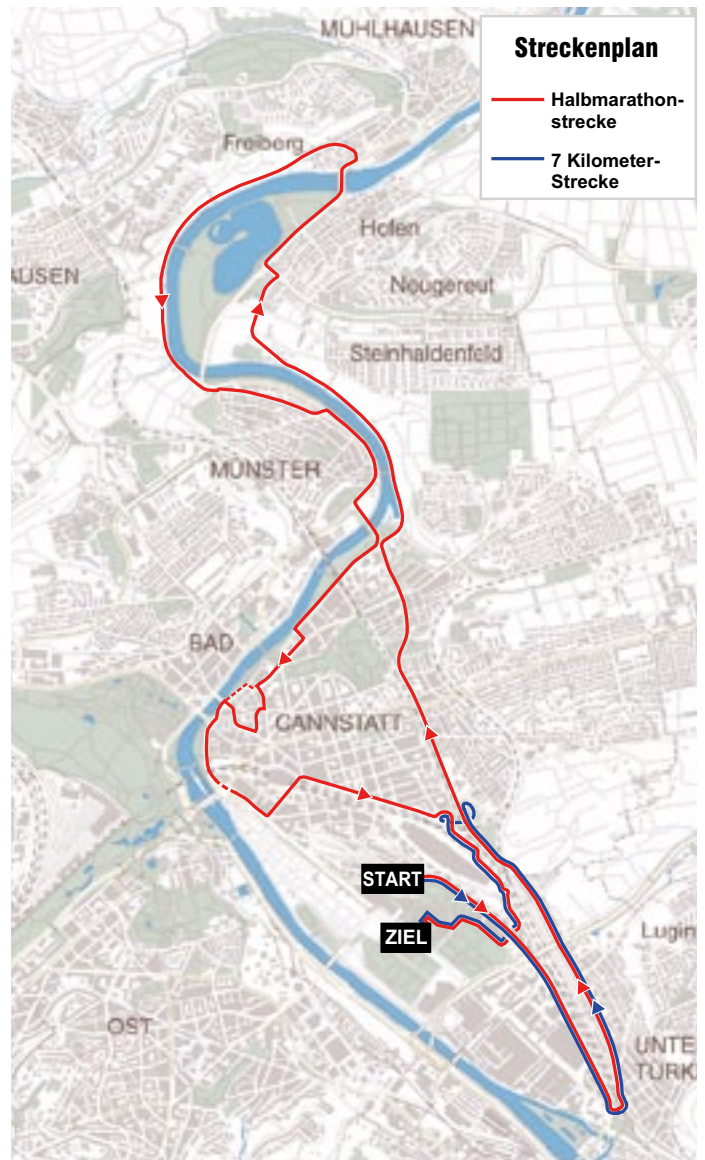 MÜHLHAUSEN
Streckenplan
Halbmarathon-
strecke
7 Kilometer-
Strecke
Freiberg
Hofen
AUSEN
Neugereut
Steinhaldenfeld
MÜNSTER
BAD
CANNSTATT
START
ZIEL
Lugin
OST
UNTE
TÜRK